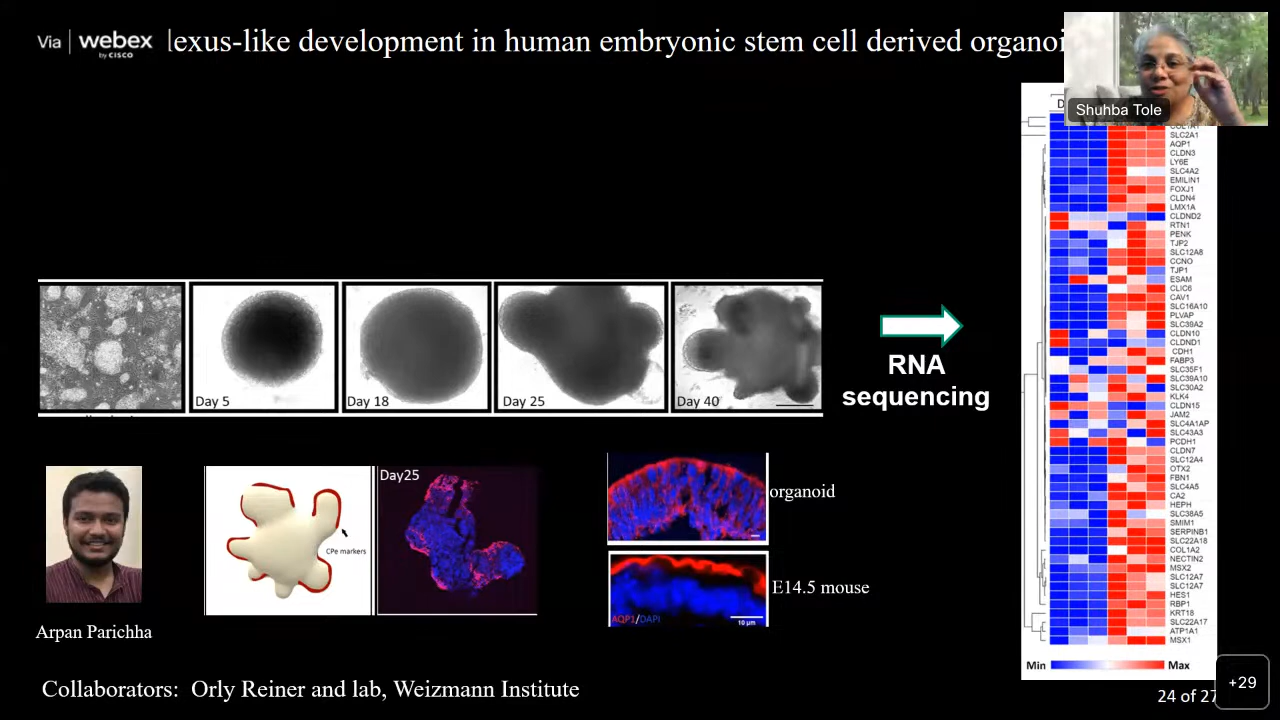 Via webex
by CISCO
lexus-like development in human embryonic stem cell derived organoi
Shuhba Tole
Day 5
Day 18
Day 25
Day 40
RNA
sequencing
Day25
CPe markers
organoid
E14.5 mouse
AQP1/DAPI
10 µm
Arpan Parichha
Collaborators: Orly Reiner and lab, Weizmann Institute
D
SLC2A1
AQP1
CLDN3
LY6E
SLC4A2
EMILIN1
FOXJ1
CLDN4
LMX1A
CLDND2
RTN1
PENK
TJP2
SLC12A8
CCNO
TJP1
ESAM
CLIC6
CAV1
SLC16A10
PLVAP
SLC39A2
CLDN10
CLDND1
CDH1
FABP3
SLC35F1
SLC39A10
SLC30A2
KLK4
CLDN15
JAM2
SLC4A1AP
SLC43A3
PCDH1
CLDN7
SLC12A4
OTX2
FBN1
SLC4A5
CA2
HEPH
SLC38A5
SMIM1
SERPINB1
SLC22A18
COL1A2
NECTIN2
MSX2
SLC12A7
SLC12A7
HES1
RBP1
KRT18
SLC22A17
ATP1A1
MSX1
Min Max
24 of 27
+29